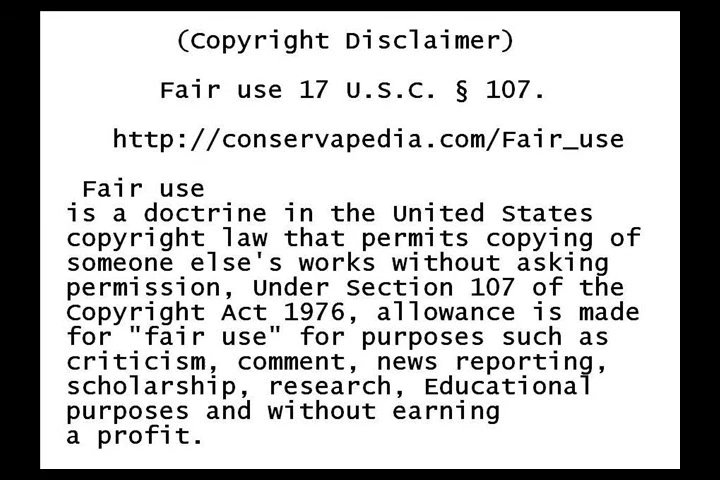 (Copyright Disclaimer)
Fair use 17 U.S.C. § 107.
http://conservapedia.com/Fair_use
Fair use
is a doctrine in the United States
copyright law that permits copying of
someone else's works without asking
permission, Under Section 107 of the
Copyright Act 1976, allowance is made
for "fair use" for purposes such as
criticism, comment, news reporting,
scholarship, research, Educational
purposes and without earning
a profit.